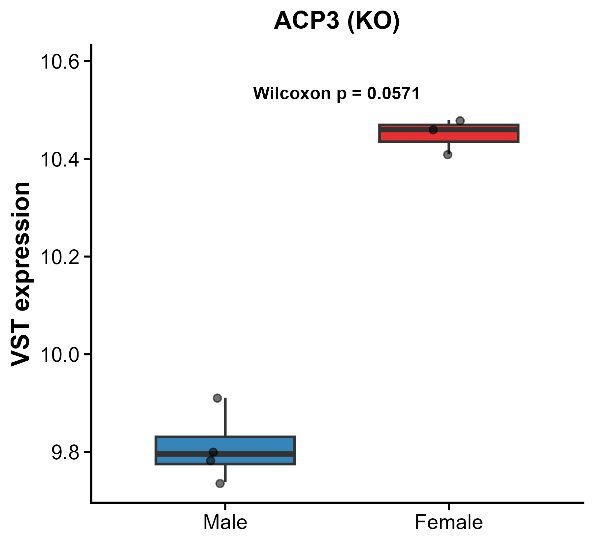 ACP3 (KO)
Wilcoxon p = 0.0571
VST expression
10.6
10.4
10.2
10.0
9.8
Male
Female